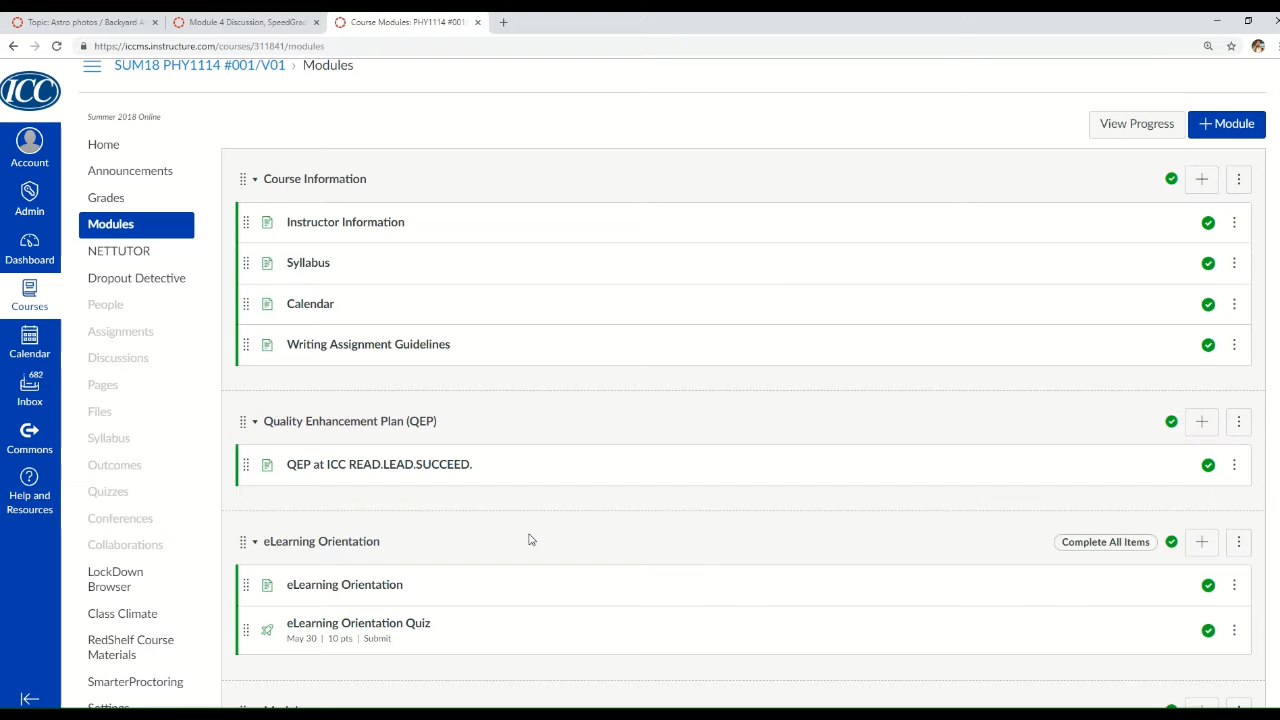 Topic: Astro photos / Backyard A
Module 4 Discussion, SpeedGrad
Course Modules: PHY1114 #001/
https://iccms.instructure.com/courses/311841/modules
ICC
SUM18 PHY1114 #001/V01 › Modules
Summer 2018 Online
View Progress
+ Module
Account
Admin
Dashboard
Courses
Calendar
682
Inbox
Commons
Help and
Resources
Home
Announcements
Grades
Modules
NETTUTOR
Dropout Detective
People
Assignments
Discussions
Pages
Files
Syllabus
Outcomes
Quizzes
Conferences
Collaborations
LockDown
Browser
Class Climate
RedShelf Course
Materials
SmarterProctoring
Settings
Course Information
Instructor Information
Syllabus
Calendar
Writing Assignment Guidelines
Quality Enhancement Plan (QEP)
QEP at ICC READ.LEAD.SUCCEED.
eLearning Orientation
Complete All Items
eLearning Orientation
eLearning Orientation Quiz
May 30 | 10 pts | Submit